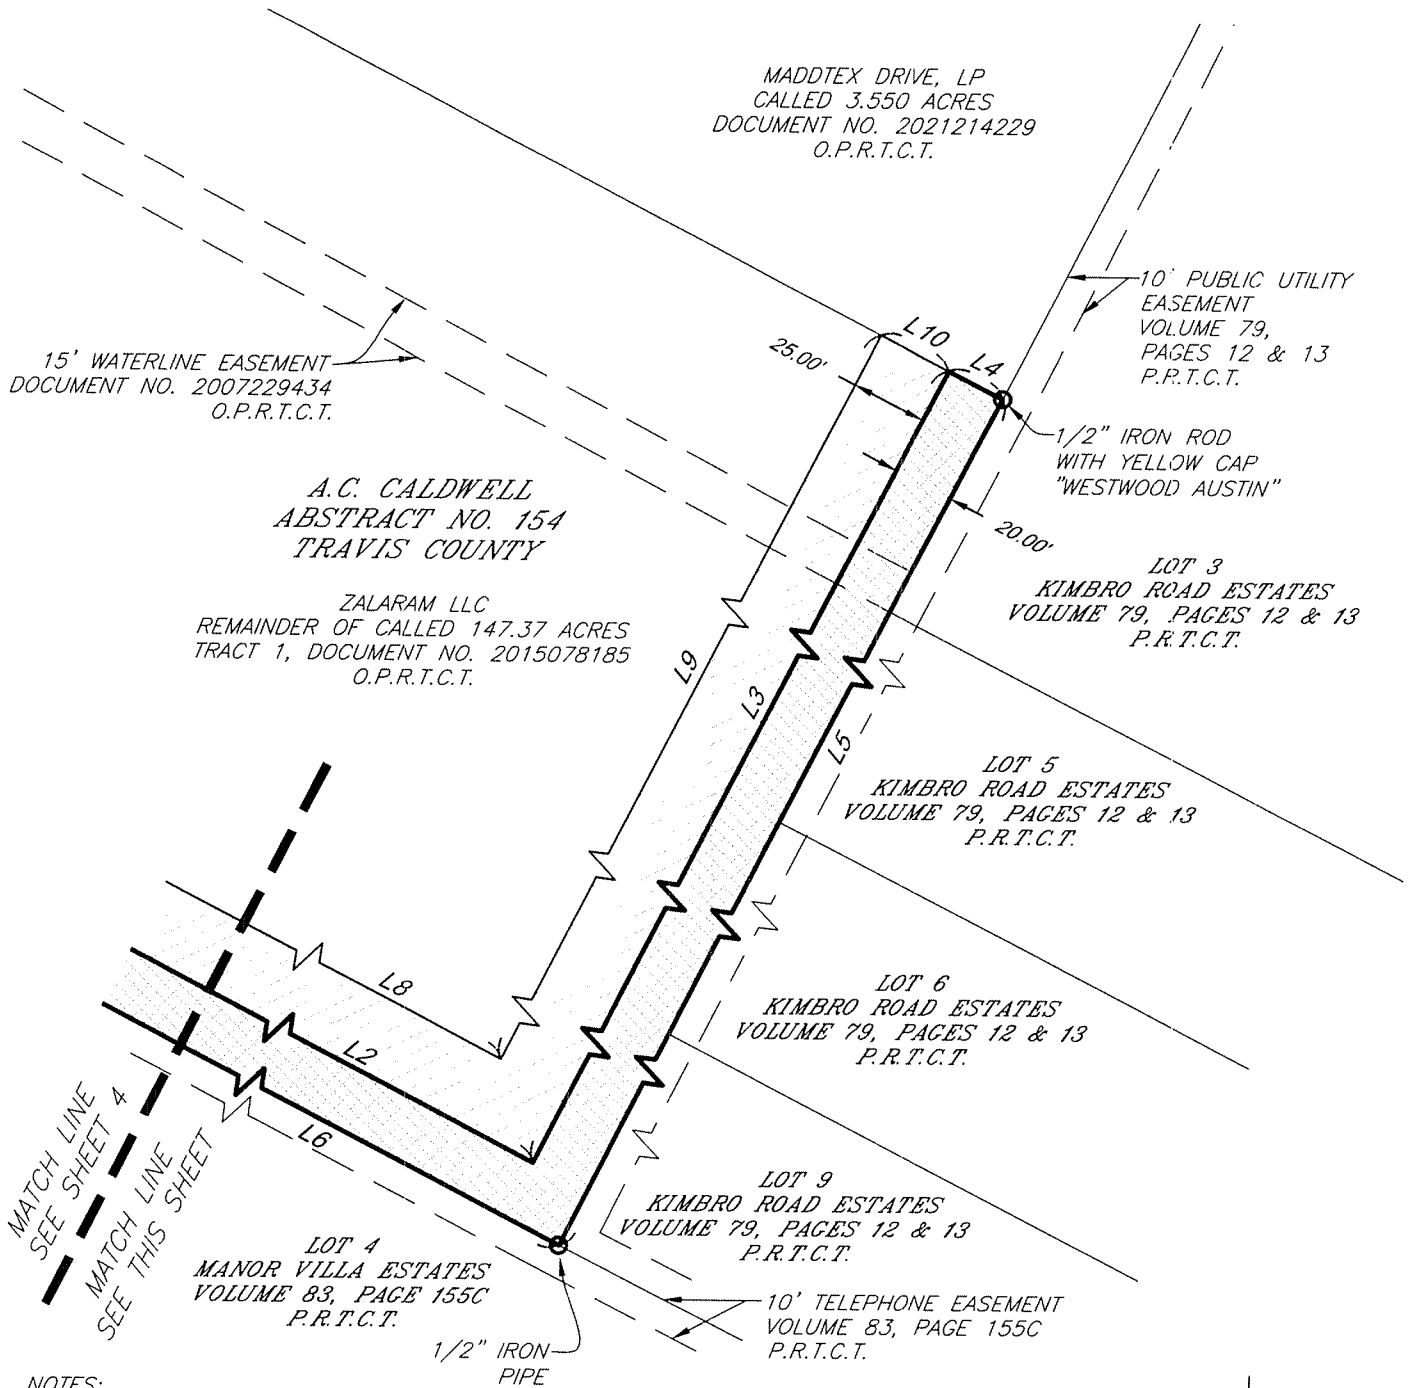 MADDTEX DRIVE, LP
CALLED 3.550 ACRES
DOCUMENT NO. 2021214229
O.P.R.T.C.T.
10' PUBLIC UTILITY
EASEMENT
VOLUME 79,
PAGES 12 & 13
P.R.T.C.T.
15' WATERLINE EASEMENT
DOCUMENT NO. 2007229434
O.P.R.T.C.T.
L10
L4
25.00'
1/2" IRON ROD
WITH YELLOW CAP
"WESTWOOD AUSTIN"
20.00'
A.C. CALDWELL
ABSTRACT NO. 154
TRAVIS COUNTY
LOT 3
KIMBRO ROAD ESTATES
VOLUME 79, PAGES 12 & 13
P.R.T.C.T.
ZALARAM LLC
REMAINDER OF CALLED 147.37 ACRES
TRACT 1, DOCUMENT NO. 2015078185
O.P.R.T.C.T.
L9
L3
L5
LOT 5
KIMBRO ROAD ESTATES
VOLUME 79, PAGES 12 & 13
P.R.T.C.T.
L8
L2
L6
LOT 6
KIMBRO ROAD ESTATES
VOLUME 79, PAGES 12 & 13
P.R.T.C.T.
MATCH LINE
SEE SHEET 4
MATCH LINE
SEE THIS SHEET
LOT 9
KIMBRO ROAD ESTATES
VOLUME 79, PAGES 12 & 13
P.R.T.C.T.
LOT 4
MANOR VILLA ESTATES
VOLUME 83, PAGE 155C
P.R.T.C.T.
10' TELEPHONE EASEMENT
VOLUME 83, PAGE 155C
P.R.T.C.T.
1/2" IRON
PIPE
NOTES: